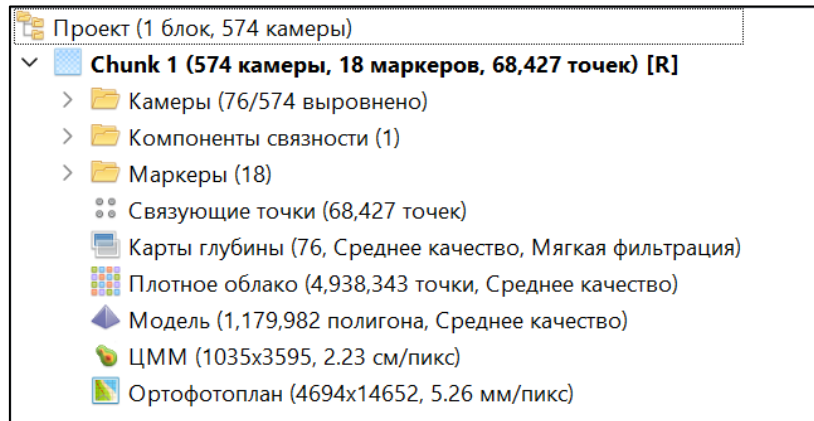 Проект (1 блок, 574 камеры)
Chunk 1 (574 камеры, 18 маркеров, 68,427 точек) [R]
Камеры (76/574 выровнено)
Компоненты связности (1)
Маркеры (18)
Связующие точки (68,427 точек)
Карты глубины (76, Среднее качество, Мягкая фильтрация)
Плотное облако (4,938,343 точки, Среднее качество)
Модель (1,179,982 полигона, Среднее качество)
ЦММ (1035x3595, 2.23 см/пикс)
Ортофотоплан (4694x14652, 5.26 мм/пикс)